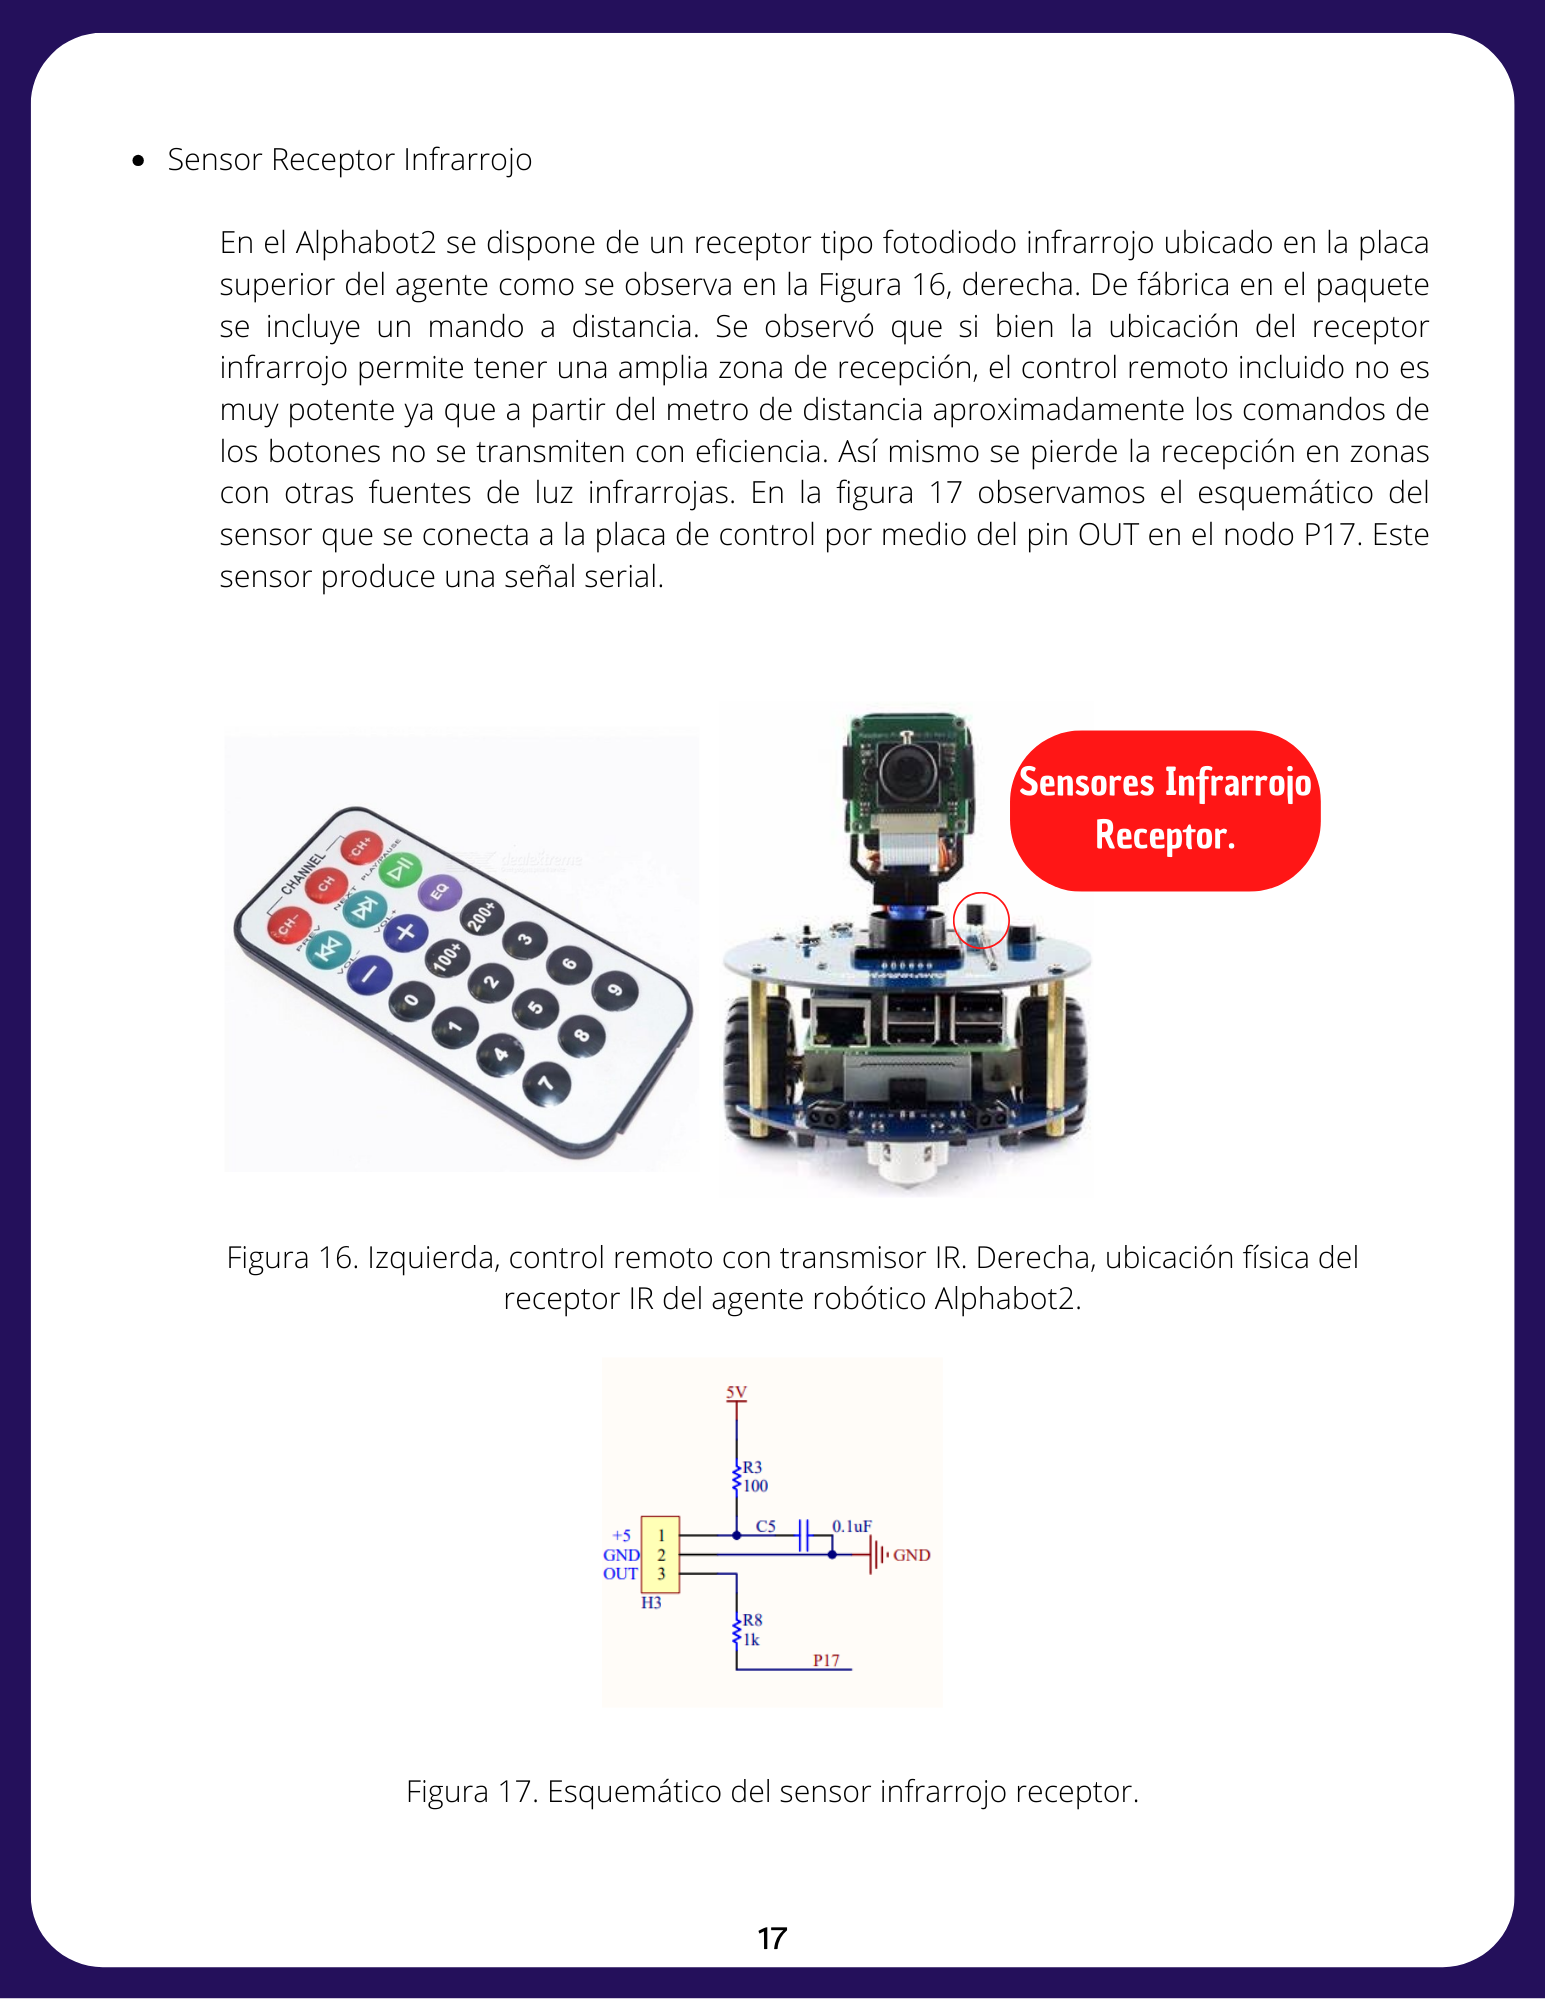 Sensor Receptor Infrarrojo
En el Alphabot2 se dispone de un receptor tipo fotodiodo infrarrojo ubicado en la placa
superior del agente como se observa en la Figura 16, derecha. De fábrica en el paquete
se incluye un mando a distancia. Se observó que si bien la ubicación del receptor
infrarrojo permite tener una amplia zona de recepción, el control remoto incluido no es
muy potente ya que a partir del metro de distancia aproximadamente los comandos de
los botones no se transmiten con eficiencia. Así mismo se pierde la recepción en zonas
con otras fuentes de luz infrarrojas. En la figura 17 observamos el esquemático del
sensor que se conecta a la placa de control por medio del pin OUT en el nodo P17. Este
sensor produce una señal serial.
CHANNEL
CH- CH CH+
PREV NEXT PLAY/PAUSE
VOL- VOL+ EQ
0 100+ 200+
1 2 3
4 5 6
7 8 9
dealeXtreme
Sensores Infrarrojo
Receptor.
Figura 16. Izquierda, control remoto con transmisor IR. Derecha, ubicación física del
receptor IR del agente robótico Alphabot2.
5V
R3
100
C5 0.1uF
+5 1
GND 2 GND
OUT 3
H3
R8
1k
P17
Figura 17. Esquemático del sensor infrarrojo receptor.
17